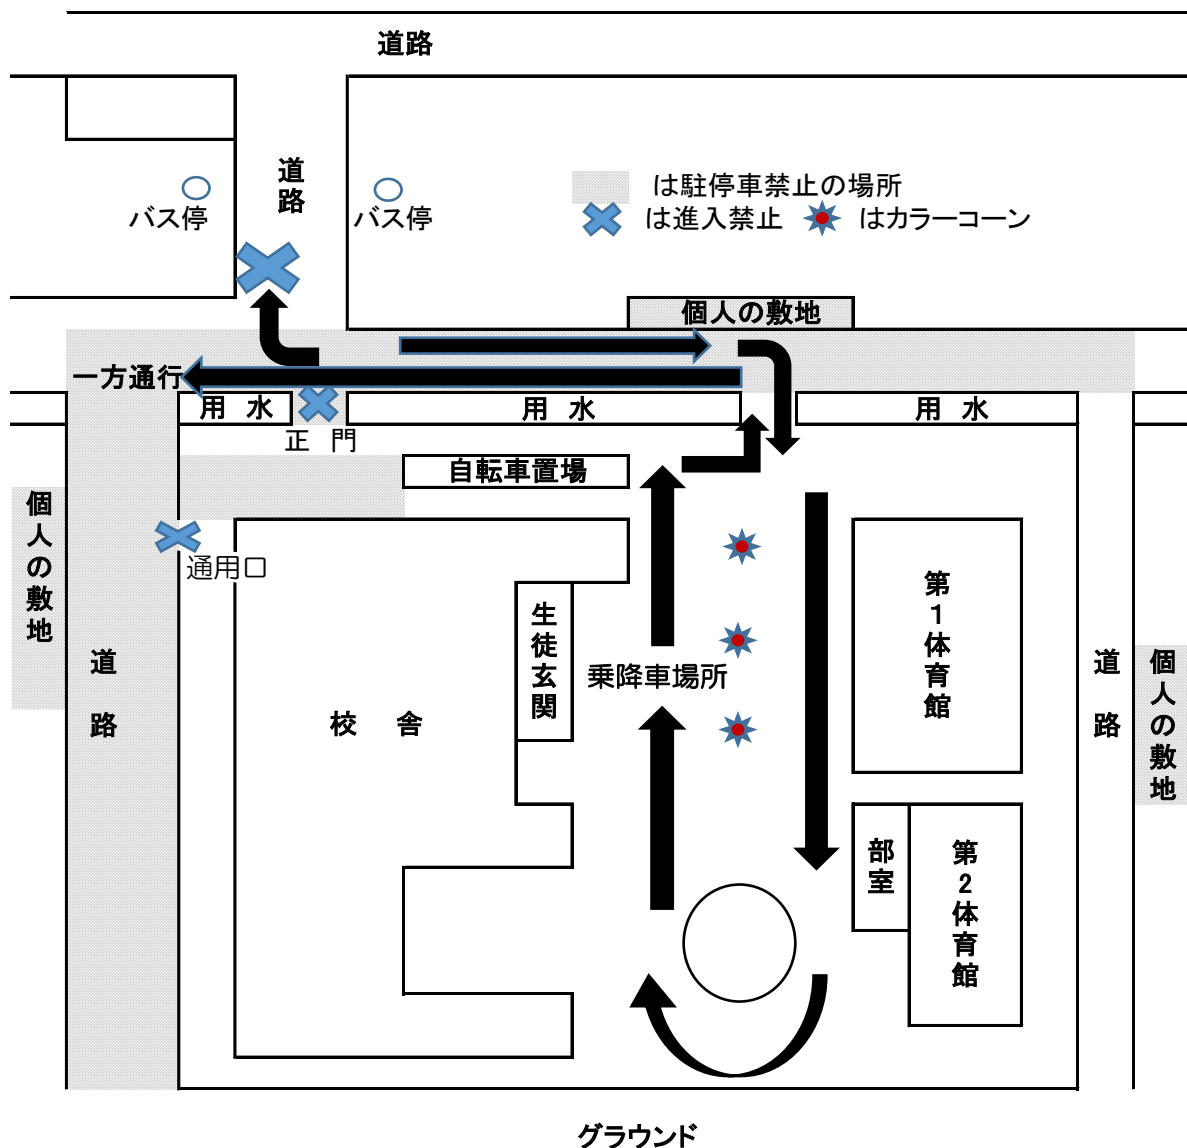 道路
道路
バス停
バス停
は駐停車禁止の場所
は進入禁止
はカラーコーン
個人の敷地
一方通行
用 水
用 水
用 水
正 門
自転車置場
個人の敷地
通用口
道 路
校 舎
生徒玄関
乗降車場所
第1体育館
道 路
個人の敷地
部室
第2体育館
グラウンド